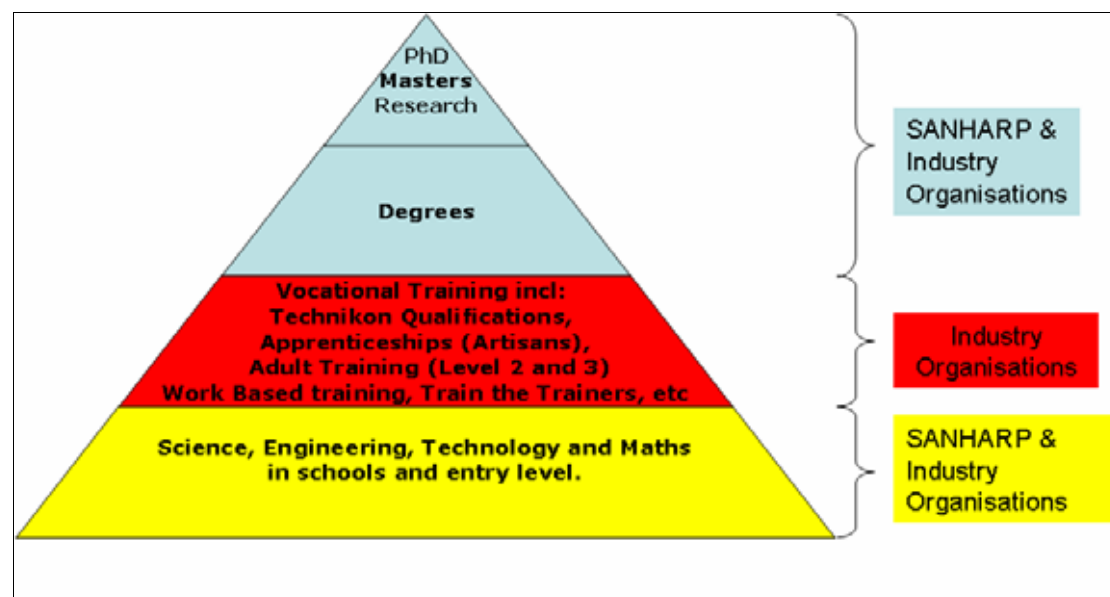 PhD
Masters
Research
SANHARP &
Industry
Organisations
Degrees
Vocational Training incl:
Technikon Qualifications,
Apprenticeships (Artisans),
Adult Training (Level 2 and 3)
Work Based training, Train the Trainers, etc
Industry
Organisations
Science, Engineering, Technology and Maths
in schools and entry level.
SANHARP &
Industry
Organisations